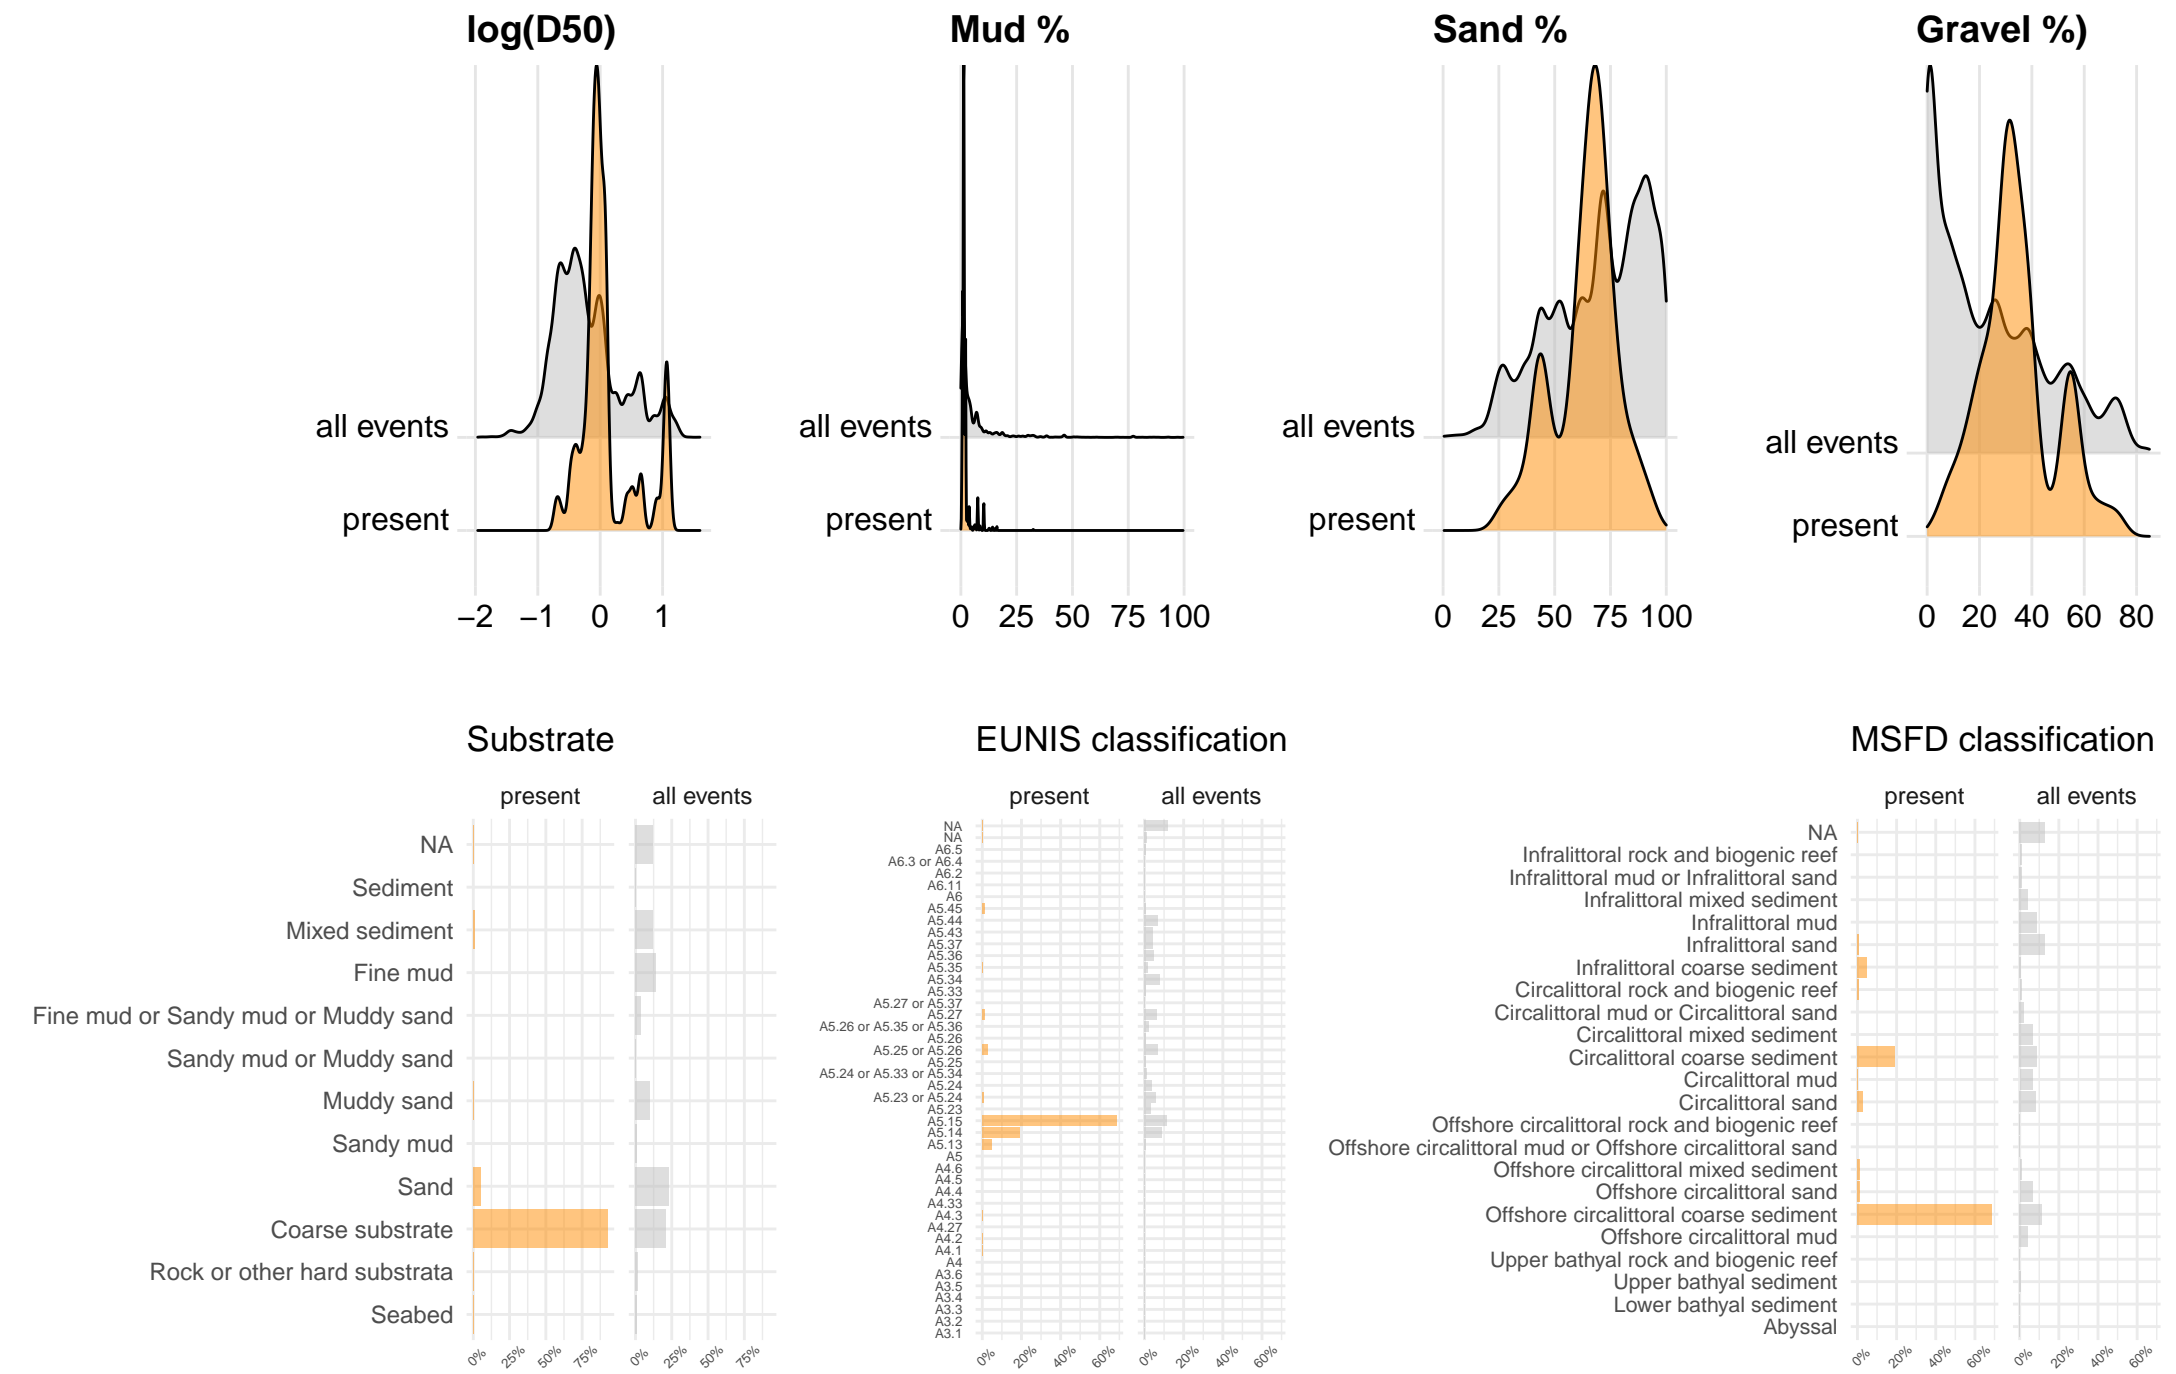 log(D50)
Mud %
Sand %
Gravel %)
all events
present
−2 −1 0 1
all events
present
0 25 50 75 100
all events
present
0 25 50 75 100
all events
present
0 20 40 60 80
Substrate
present all events
NA
Sediment
Mixed sediment
Fine mud
Fine mud or Sandy mud or Muddy sand
Sandy mud or Muddy sand
Muddy sand
Sandy mud
Sand
Coarse substrate
Rock or other hard substrata
Seabed
0% 25% 50% 75% 0% 25% 50% 75%
EUNIS classification
present all events
NA
NA
A6.5
A6.3 or A6.4
A6.2
A6.11
A6
A5.45
A5.44
A5.43
A5.37
A5.36
A5.35
A5.34
A5.33
A5.27 or A5.37
A5.27
A5.26 or A5.35 or A5.36
A5.26
A5.25 or A5.26
A5.25
A5.24 or A5.33 or A5.34
A5.24
A5.23 or A5.24
A5.23
A5.15
A5.14
A5.13
A5
A4.6
A4.5
A4.4
A4.33
A4.3
A4.27
A4.2
A4.1
A4
A3.6
A3.5
A3.4
A3.3
A3.2
A3.1
0% 20% 40% 60% 0% 20% 40% 60%
MSFD classification
present all events
NA
Infralittoral rock and biogenic reef
Infralittoral mud or Infralittoral sand
Infralittoral mixed sediment
Infralittoral mud
Infralittoral sand
Infralittoral coarse sediment
Circalittoral rock and biogenic reef
Circalittoral mud or Circalittoral sand
Circalittoral mixed sediment
Circalittoral coarse sediment
Circalittoral mud
Circalittoral sand
Offshore circalittoral rock and biogenic reef
Offshore circalittoral mud or Offshore circalittoral sand
Offshore circalittoral mixed sediment
Offshore circalittoral sand
Offshore circalittoral coarse sediment
Offshore circalittoral mud
Upper bathyal rock and biogenic reef
Upper bathyal sediment
Lower bathyal sediment
Abyssal
0% 20% 40% 60% 0% 20% 40% 60%